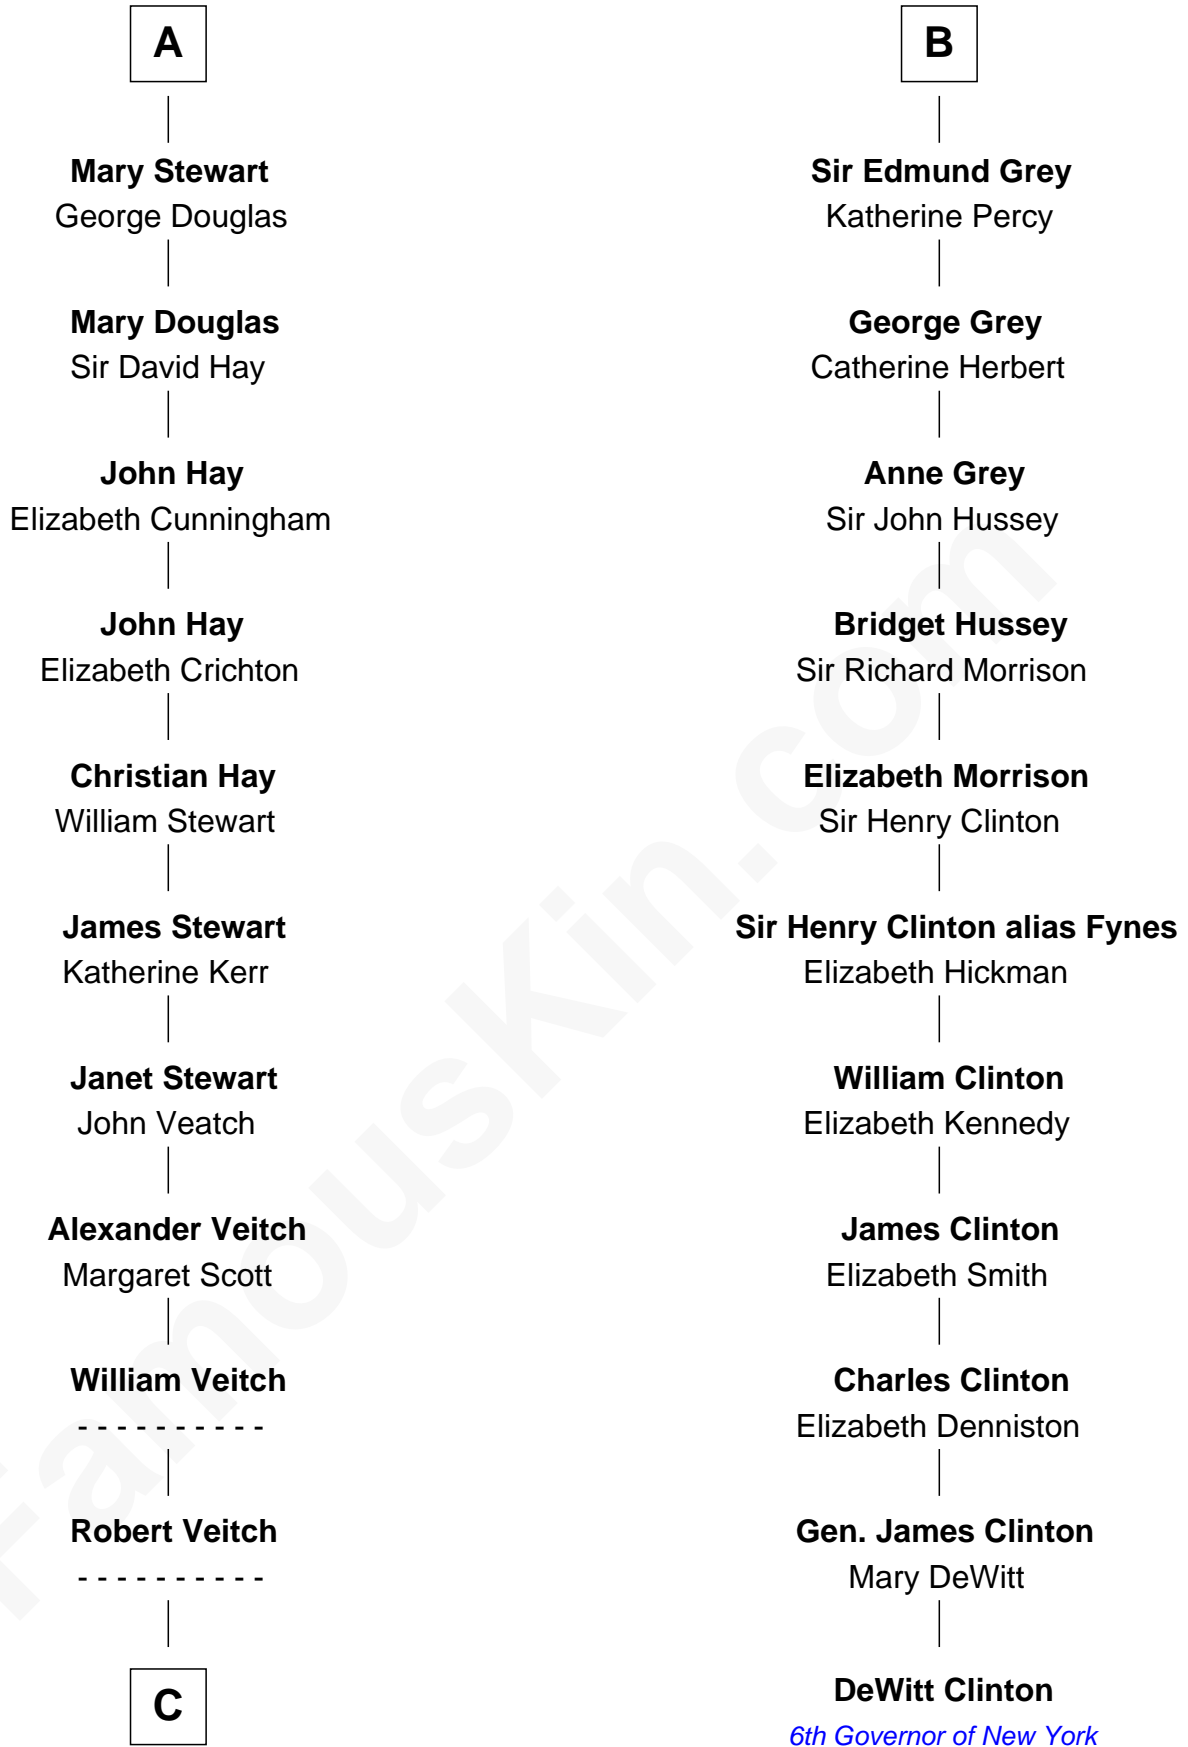 A
Mary Stewart
George Douglas
Mary Douglas
Sir David Hay
John Hay
Elizabeth Cunningham
John Hay
Elizabeth Crichton
Christian Hay
William Stewart
James Stewart
Katherine Kerr
Janet Stewart
John Veatch
Alexander Veitch
Margaret Scott
William Veitch
- - - - - - - - - -
Robert Veitch
- - - - - - - - - -
C
B
Sir Edmund Grey
Katherine Percy
George Grey
Catherine Herbert
Anne Grey
Sir John Hussey
Bridget Hussey
Sir Richard Morrison
Elizabeth Morrison
Sir Henry Clinton
Sir Henry Clinton alias Fynes
Elizabeth Hickman
William Clinton
Elizabeth Kennedy
James Clinton
Elizabeth Smith
Charles Clinton
Elizabeth Denniston
Gen. James Clinton
Mary DeWitt
DeWitt Clinton
6th Governor of New York
FamousKin.com